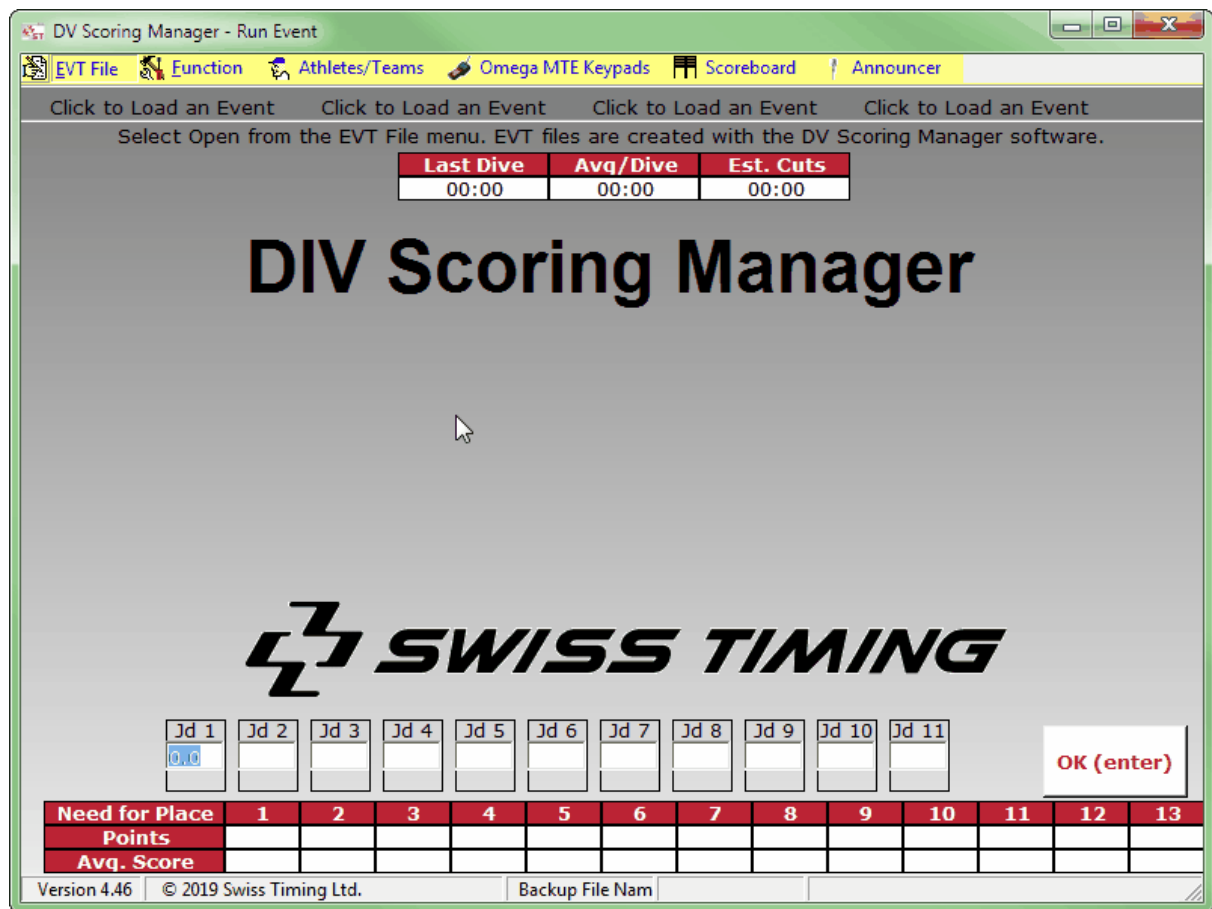 DV Scoring Manager - Run Event
EVT File Function Athletes/Teams Omega MTE Keypads Scoreboard Announcer
Click to Load an Event Click to Load an Event Click to Load an Event Click to Load an Event
Select Open from the EVT File menu. EVT files are created with the DV Scoring Manager software.
Last Dive Avg/Dive Est. Cuts
00:00 00:00 00:00
DIV Scoring Manager
SWISS TIMING
Jd 1 Jd 2 Jd 3 Jd 4 Jd 5 Jd 6 Jd 7 Jd 8 Jd 9 Jd 10 Jd 11
0.0
OK (enter)
Need for Place 1 2 3 4 5 6 7 8 9 10 11 12 13
Points
Avg. Score
Version 4.46 © 2019 Swiss Timing Ltd. Backup File Nam